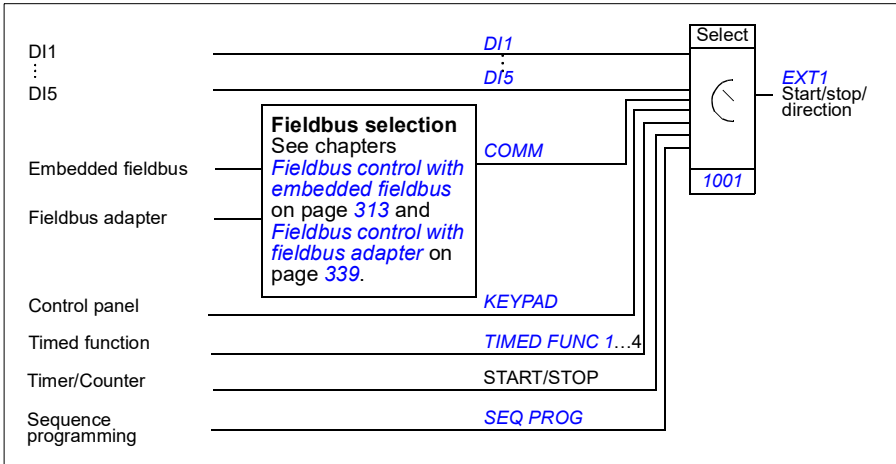 DI1
DI1
⋮
⋮
DI5
DI5
Select
1001
EXT1
Start/stop/
direction
Fieldbus selection
See chapters
Fieldbus control with
embedded fieldbus
on page 313 and
Fieldbus control with
fieldbus adapter on
page 339.
COMM
Embedded fieldbus
Fieldbus adapter
Control panel
KEYPAD
Timed function
TIMED FUNC 1...4
Timer/Counter
START/STOP
Sequence
programming
SEQ PROG